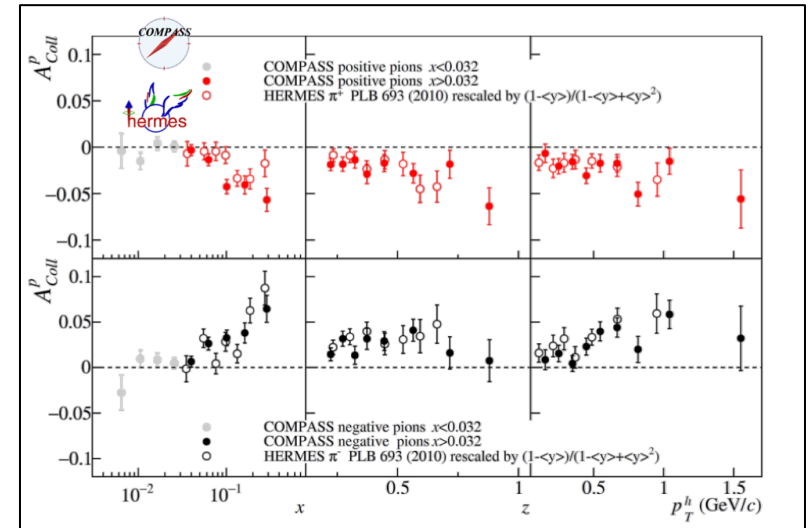 COMPASS
hermes
A^p_Coll
0.1
0.05
0
−0.05
−0.1
COMPASS positive pions x<0.032
COMPASS positive pions x>0.032
HERMES π⁺ PLB 693 (2010) rescaled by (1-<y>)/(1-<y>+<y>²)
A^p_Coll
0.1
0.05
0
−0.05
−0.1
COMPASS negative pions x<0.032
COMPASS negative pions x>0.032
HERMES π⁻ PLB 693 (2010) rescaled by (1-<y>)/(1-<y>+<y>²)
10⁻² 10⁻¹ 0.5 1 0.5 1 1.5
x z p_T^h (GeV/c)